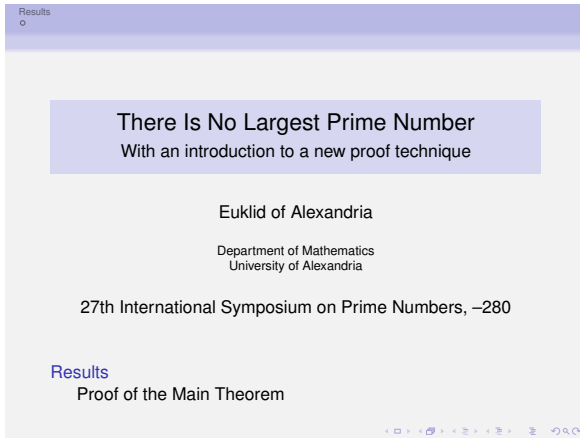 Results
There Is No Largest Prime Number
With an introduction to a new proof technique
Euklid of Alexandria
Department of Mathematics
University of Alexandria
27th International Symposium on Prime Numbers, –280
Results
Proof of the Main Theorem